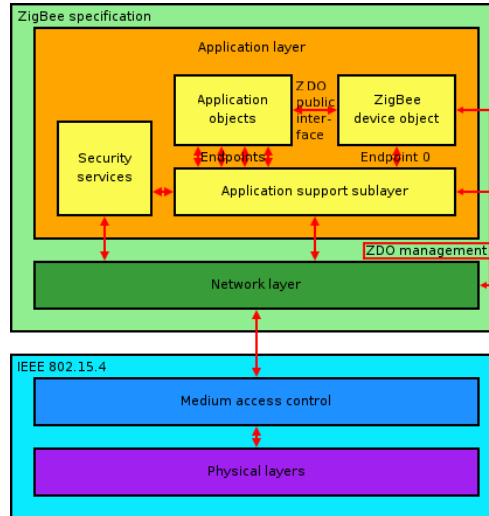 ZigBee specification
Application layer
Application
objects
ZDO
public
inter-
face
ZigBee
device object
Security
services
Endpoints
Endpoint 0
Application support sublayer
ZDO management
Network layer
IEEE 802.15.4
Medium access control
Physical layers